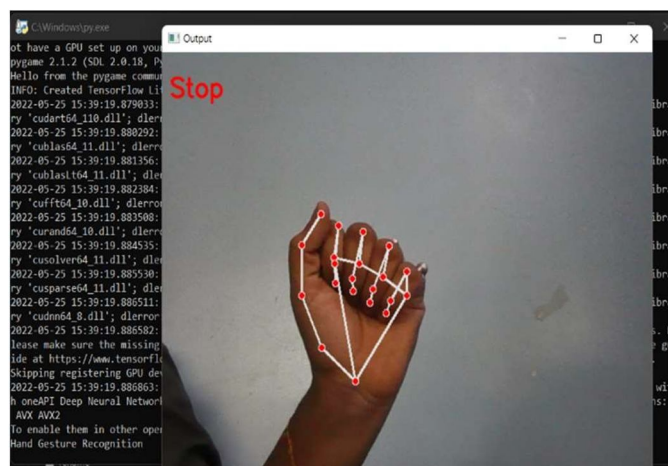 C:\Windows\py.exe
Output
Stop
ot have a GPU set up on your
pygame 2.1.2 (SDL 2.0.18, Py
Hello from the pygame commun
INFO: Created TensorFlow Lit
2022-05-25 15:39:19.879033:
ry 'cudart64_110.dll'; dlerr
2022-05-25 15:39:19.880292:
ry 'cublas64_11.dll'; dlerro
2022-05-25 15:39:19.881356:
ry 'cublasLt64_11.dll'; dler
2022-05-25 15:39:19.882384:
ry 'cufft64_10.dll'; dlerror
2022-05-25 15:39:19.883508:
ry 'curand64_10.dll'; dlerro
2022-05-25 15:39:19.884535:
ry 'cusolver64_11.dll'; dler
2022-05-25 15:39:19.885530:
ry 'cusparse64_11.dll'; dler
2022-05-25 15:39:19.886511:
ry 'cudnn64_8.dll'; dlerror
2022-05-25 15:39:19.886582:
lease make sure the missing
ide at https://www.tensorflo
Skipping registering GPU dev
2022-05-25 15:39:19.886863:
h oneAPI Deep Neural Network
AVX AVX2
To enable them in other oper
Hand Gesture Recognition